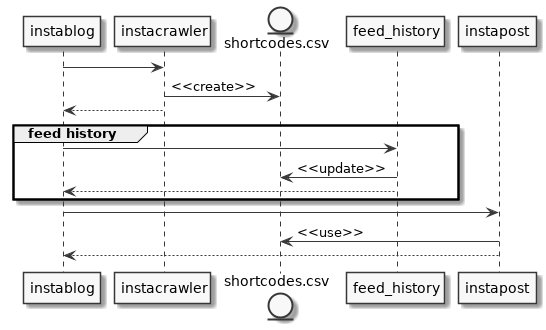 instablog instacrawler shortcodes.csv feed_history instapost
<<create>>
feed history
<<update>>
<<use>>
instablog instacrawler shortcodes.csv feed_history instapost